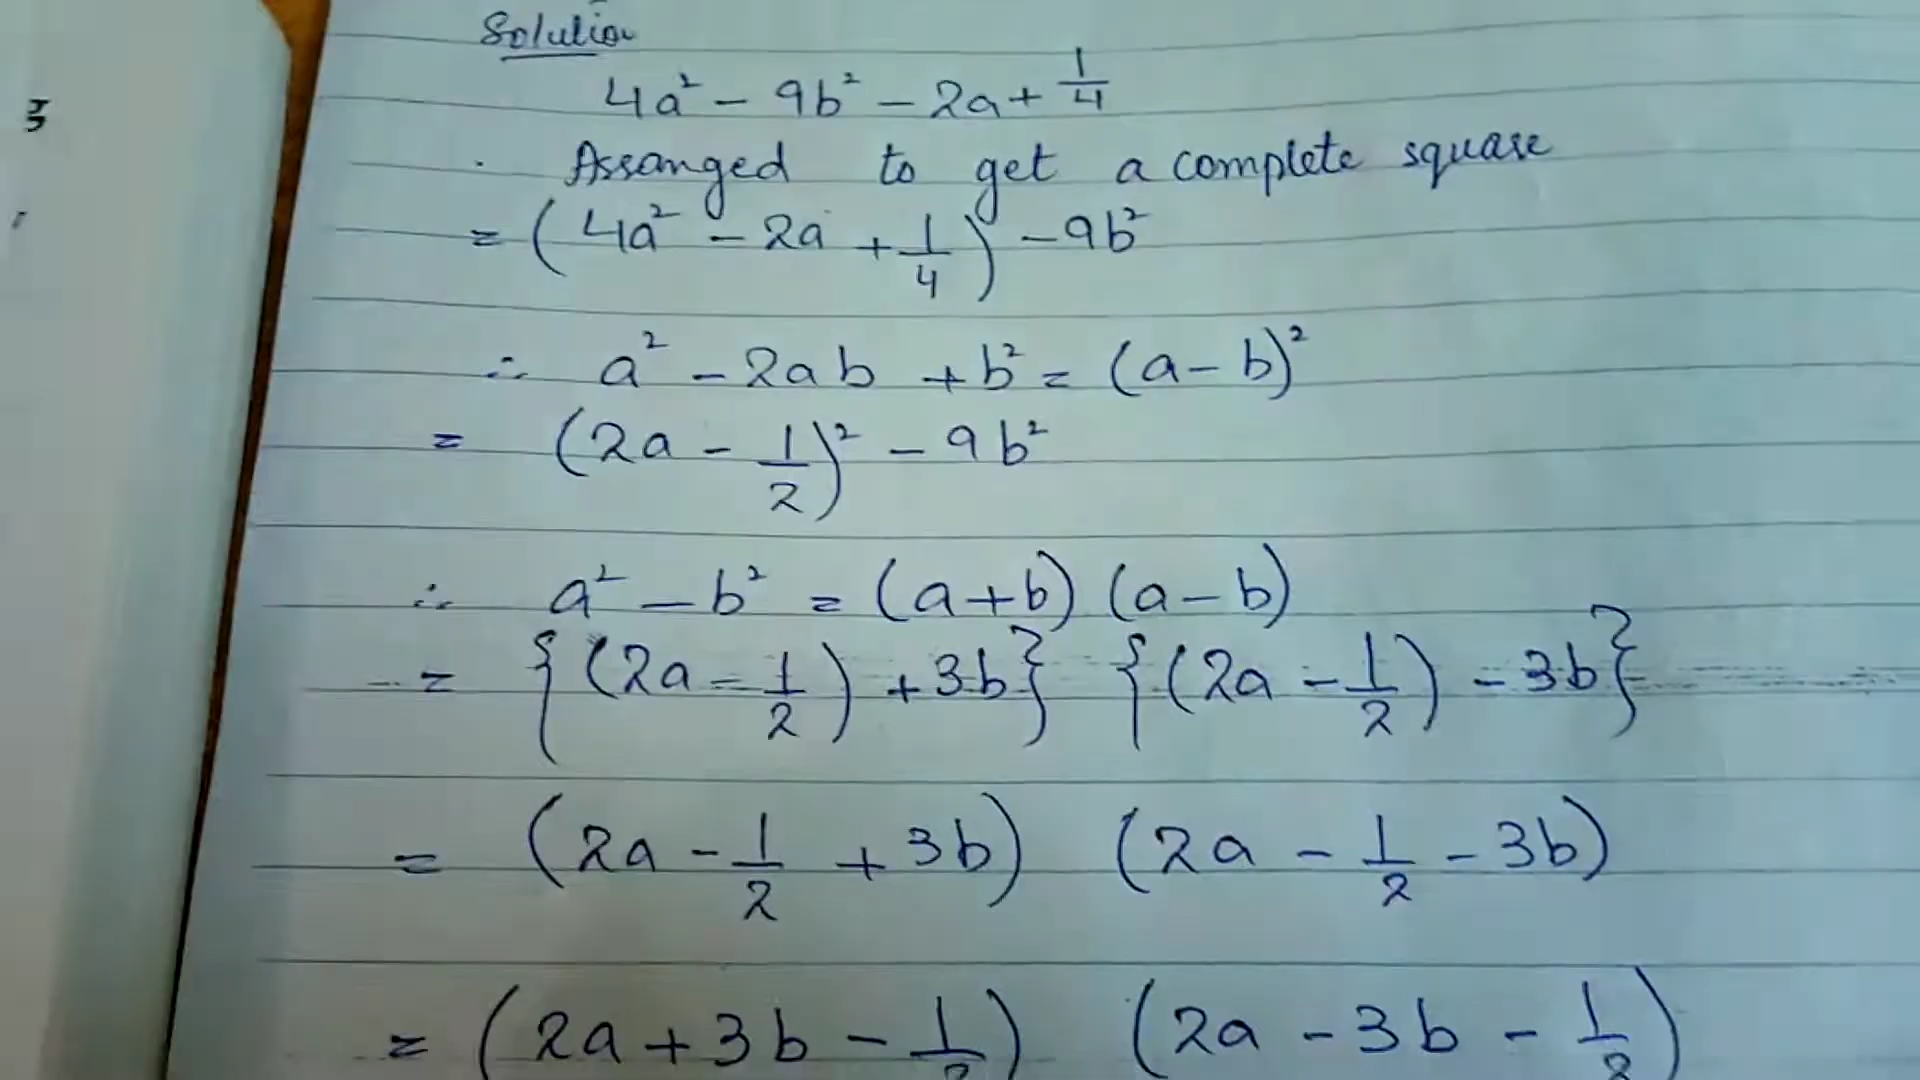 Solution
4a² - 9b² - 2a + 1/4
Arranged to get a complete square
= (4a² - 2a + 1/4) - 9b²
∴ a² - 2ab + b² = (a - b)²
= (2a - 1/2)² - 9b²
∴ a² - b² = (a + b) (a - b)
= {(2a - 1/2) + 3b} {(2a - 1/2) - 3b}
= (2a - 1/2 + 3b) (2a - 1/2 - 3b)
= (2a + 3b - 1/2) (2a - 3b - 1/2)